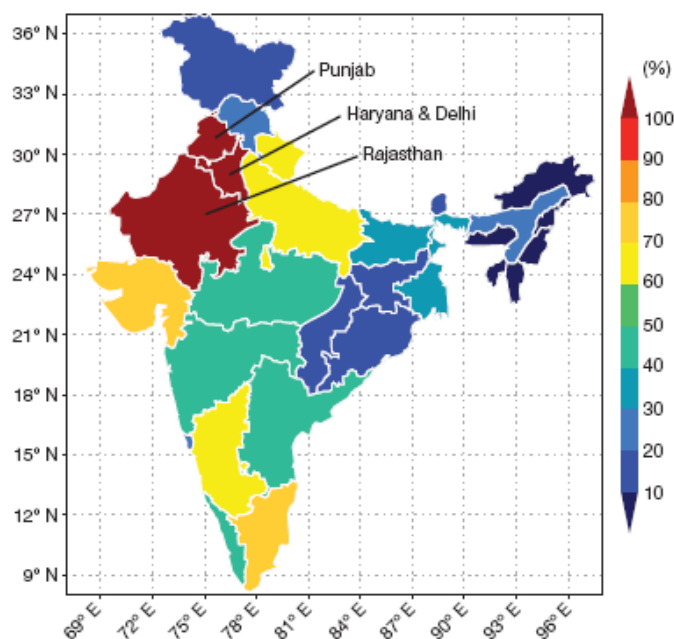 36° N
33° N
30° N
27° N
24° N
21° N
18° N
15° N
12° N
9° N
Punjab
Haryana & Delhi
Rajasthan
69° E
72° E
75° E
78° E
81° E
84° E
87° E
90° E
93° E
96° E
(%)
100
90
80
70
60
50
40
30
20
10